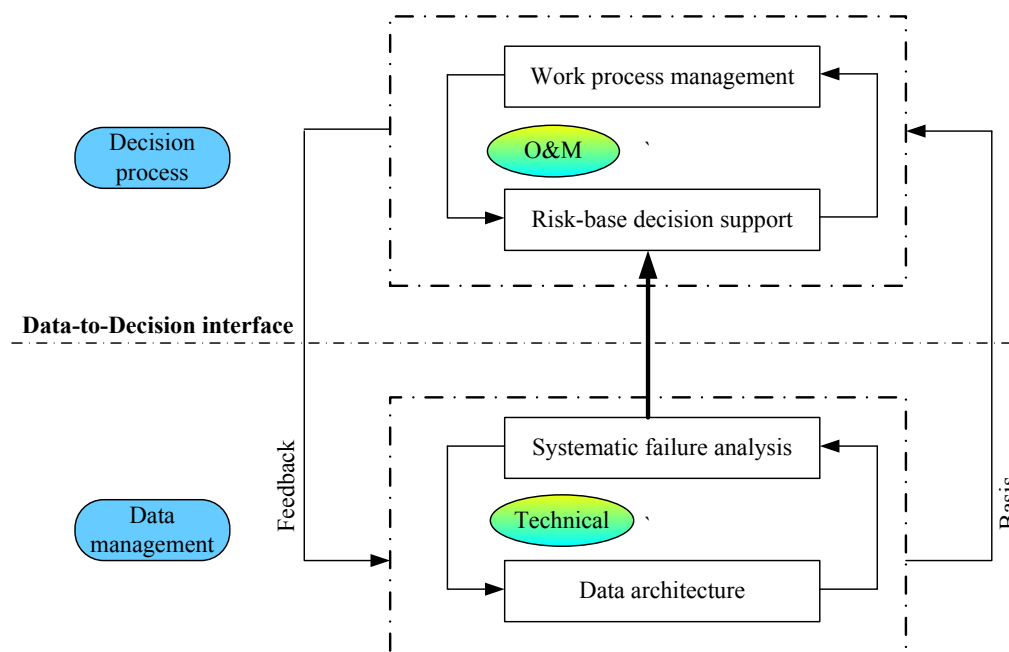 Work process management
Decision
process
O&M
Risk-base decision support
Data-to-Decision interface
Systematic failure analysis
Feedback
Basis
Technical
Data
management
Data architecture